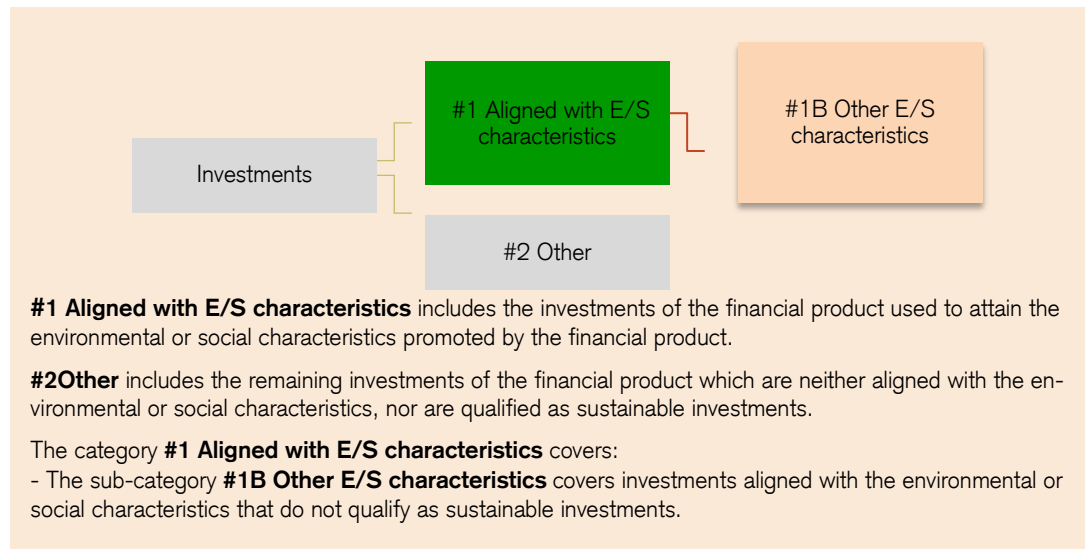 #1 Aligned with E/S
characteristics
#1B Other E/S
characteristics
Investments
#2 Other
#1 Aligned with E/S characteristics includes the investments of the financial product used to attain the
environmental or social characteristics promoted by the financial product.
#2Other includes the remaining investments of the financial product which are neither aligned with the en-
vironmental or social characteristics, nor are qualified as sustainable investments.
The category #1 Aligned with E/S characteristics covers:
- The sub-category #1B Other E/S characteristics covers investments aligned with the environmental or
social characteristics that do not qualify as sustainable investments.